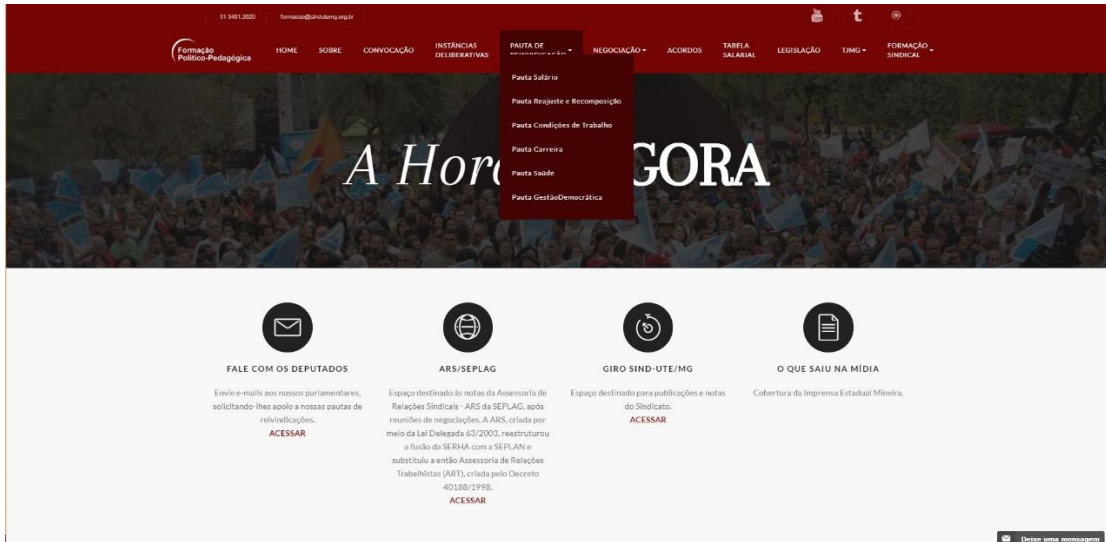 31 3481.2020 formacao@sindutemg.org.br
You Tube t
Formação
Político-Pedagógica
HOME SOBRE CONVOCAÇÃO INSTÂNCIAS DELIBERATIVAS PAUTA DE NEGOCIAÇÃO ACORDOS TABELA SALARIAL LEGISLAÇÃO TJMG FORMAÇÃO SINDICAL
Pauta Salário
Pauta Reajuste e Recomposição
Pauta Condições de Trabalho
Pauta Carreira
Pauta Saúde
Pauta GestãoDemocrática
A Hor GORA
FALE COM OS DEPUTADOS
Envie e-mails aos nossos parlamentares,
solicitando-lhes apoio a nossas pautas de
reivindicações.
ACESSAR
ARS/SEPLAG
Espaço destinado às notas da Assessoria de
Relações Sindicais - ARS da SEPLAG, após
reuniões de negociações. A ARS, criada por
meio da Lei Delegada 63/2003, reestruturou
a fusão da SERHA com a SEPLAN e
substituiu a então Assessoria de Relações
Trabalhistas (ART), criada pelo Decreto
40188/1998.
ACESSAR
GIRO SIND-UTE/MG
Espaço destinado para publicações e notas
do Sindicato.
ACESSAR
O QUE SAIU NA MÍDIA
Cobertura da Imprensa Estadual Mineira.
Deixe uma mensagem